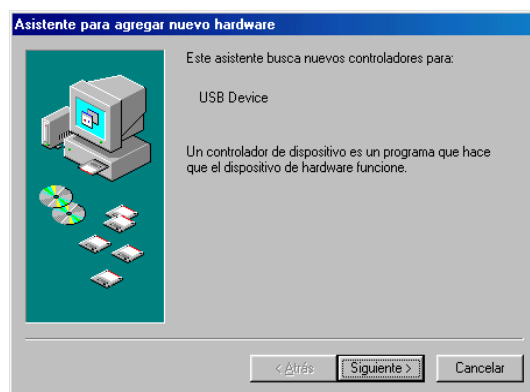 Asistente para agregar nuevo hardware
Este asistente busca nuevos controladores para:
USB Device
Un controlador de dispositivo es un programa que hace
que el dispositivo de hardware funcione.
< Atrás
Siguiente >
Cancelar